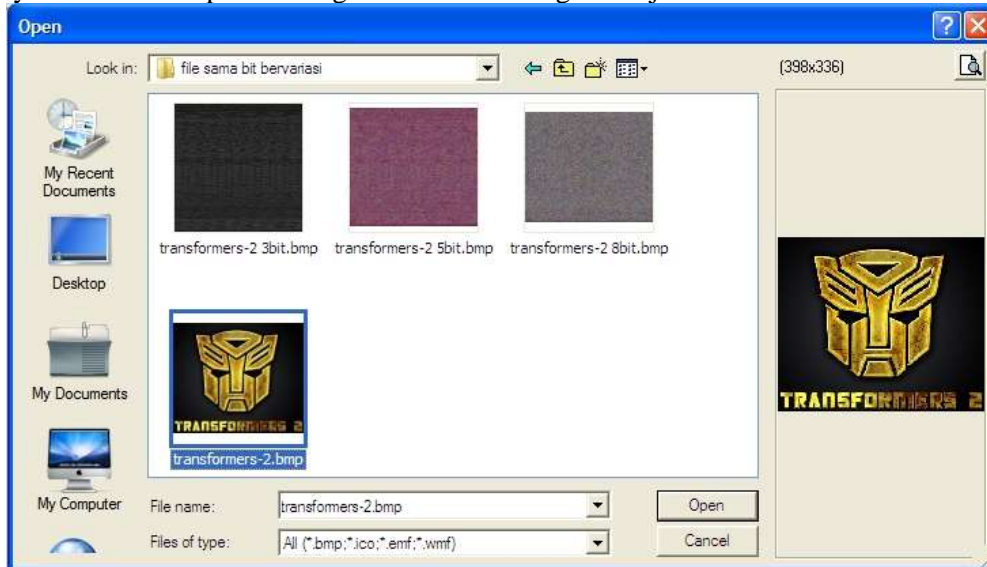 Open
Look in: file sama bit bervariasi
(398x336)
My Recent
Documents
Desktop
My Documents
My Computer
transformers-2 3bit.bmp
transformers-2 5bit.bmp
transformers-2 8bit.bmp
TRANSFORMERS 2
transformers-2.bmp
TRANSFORMERS 2
File name: transformers-2.bmp
Open
Files of type: All (*.bmp;*.ico;*.emf;*.wmf)
Cancel